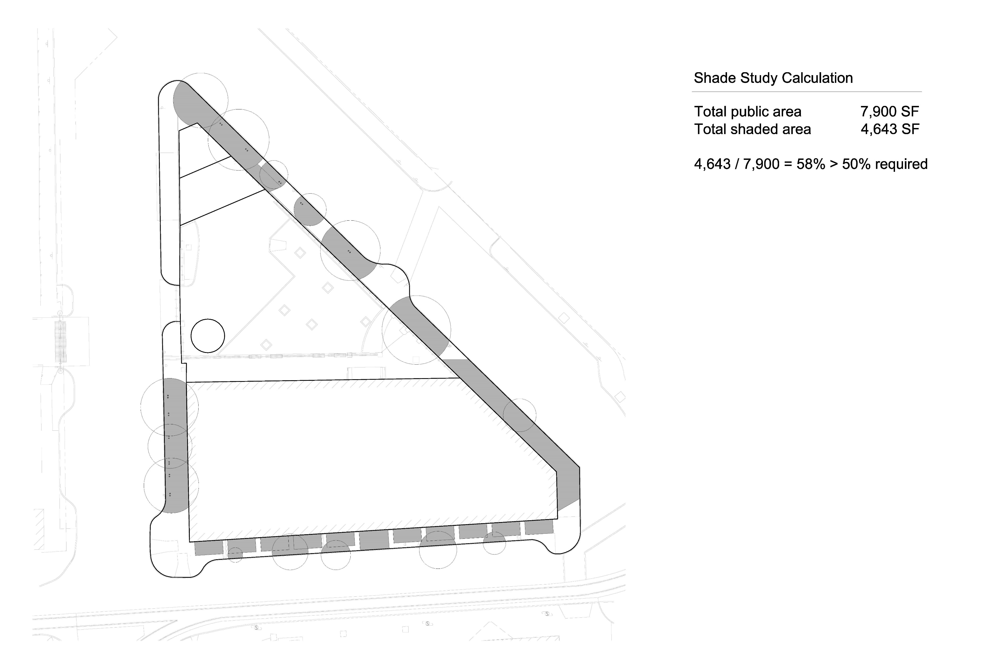 Shade Study Calculation
Total public area 7,900 SF
Total shaded area 4,643 SF
4,643 / 7,900 = 58% > 50% required
S
S
S